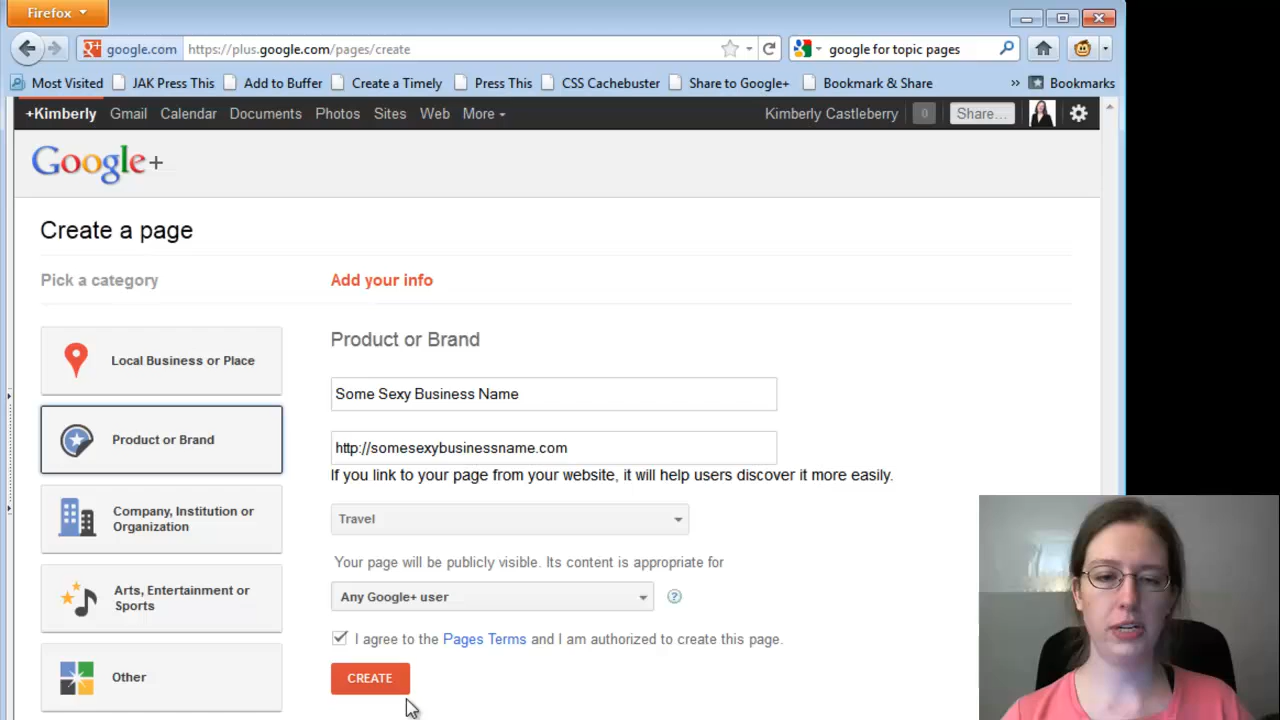 Firefox
google.com
https://plus.google.com/pages/create
google for topic pages
Most Visited
JAK Press This
Add to Buffer
Create a Timely
Press This
CSS Cachebuster
Share to Google+
Bookmark & Share
»
Bookmarks
+Kimberly
Gmail
Calendar
Documents
Photos
Sites
Web
More
Kimberly Castleberry
0
Share...
Google+
Create a page
Pick a category
Add your info
Local Business or Place
Product or Brand
Company, Institution or
Organization
Arts, Entertainment or
Sports
Other
Product or Brand
Some Sexy Business Name
http://somesexybusinessname.com
If you link to your page from your website, it will help users discover it more easily.
Travel
Your page will be publicly visible. Its content is appropriate for
Any Google+ user
?
I agree to the Pages Terms and I am authorized to create this page.
CREATE